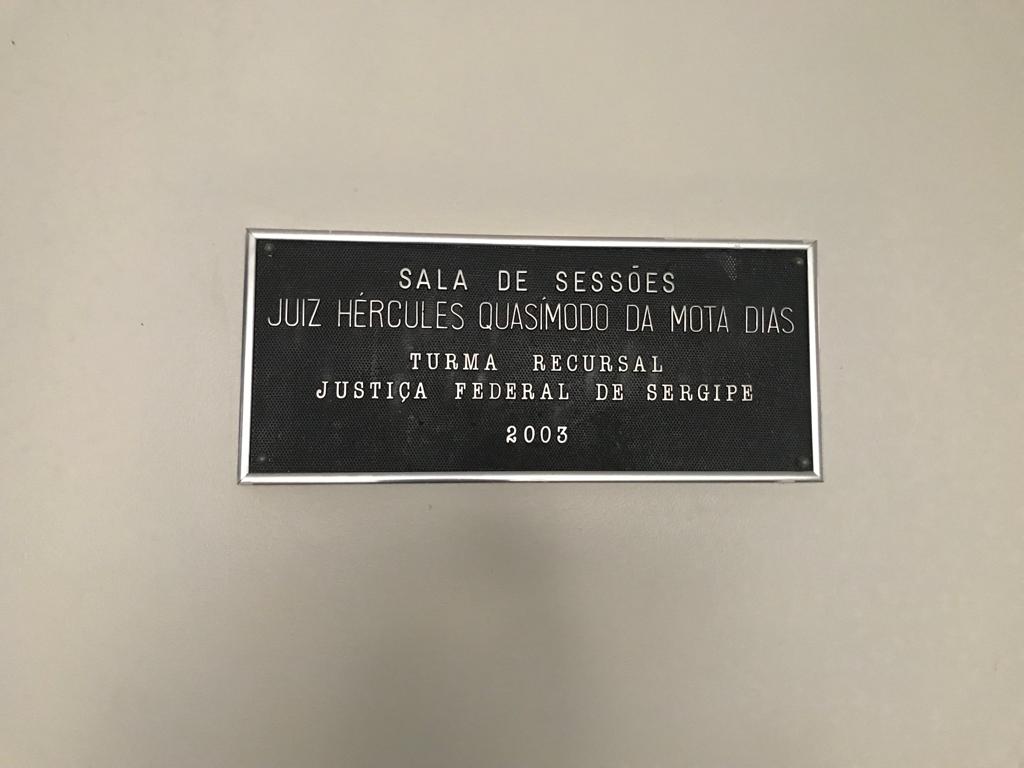 SALA DE SESSÕES
JUIZ HÉRCULES QUASÍMODO DA MOTA DIAS
TURMA RECURSAL
JUSTIÇA FEDERAL DE SERGIPE
2003